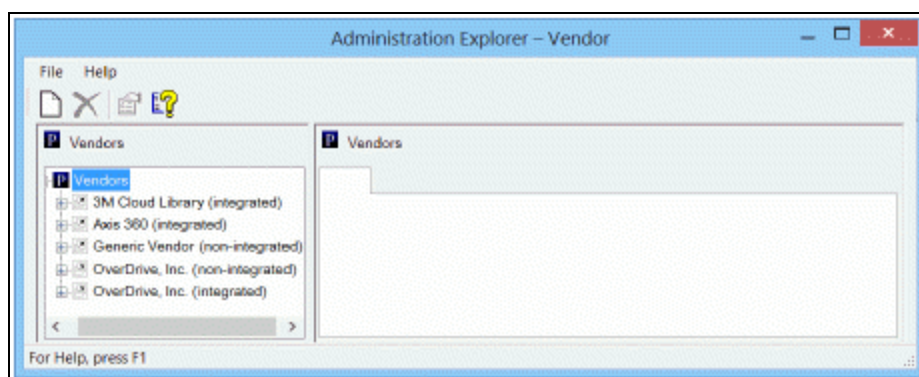 Administration Explorer – Vendor
File Help
Vendors
Vendors
Vendors
3M Cloud Library (integrated)
Axis 360 (integrated)
Generic Vendor (non-integrated)
OverDrive, Inc. (non-integrated)
OverDrive, Inc. (integrated)
For Help, press F1